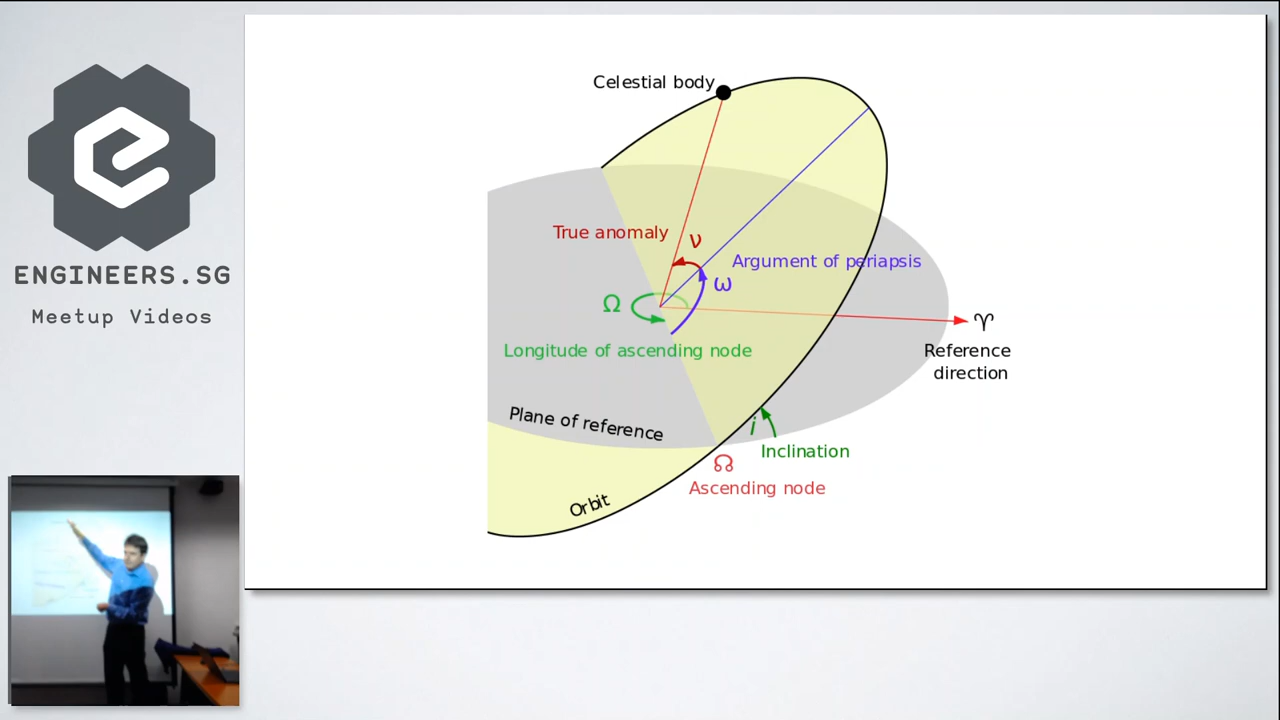 ENGINEERS.SG
Meetup Videos
Celestial body
True anomaly
ν
Argument of periapsis
ω
Ω
♈
Longitude of ascending node
Reference
direction
Plane of reference
i
Inclination
☊
Ascending node
Orbit